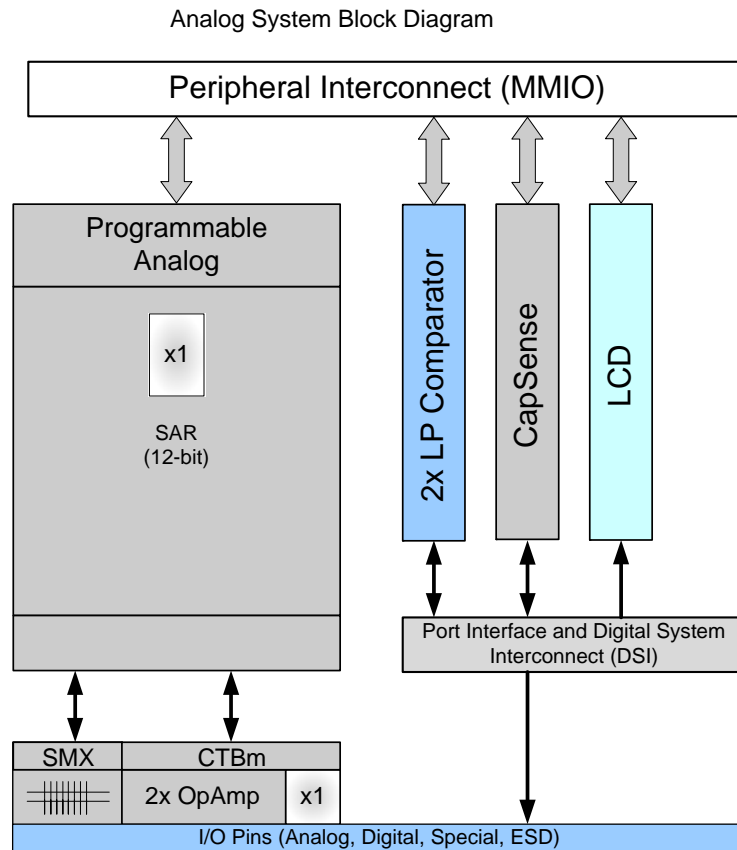 Analog System Block Diagram
Peripheral Interconnect (MMIO)
Programmable
Analog
x1
SAR
(12-bit)
2x LP Comparator
CapSense
LCD
Port Interface and Digital System
Interconnect (DSI)
SMX
CTBm
2x OpAmp
x1
I/O Pins (Analog, Digital, Special, ESD)